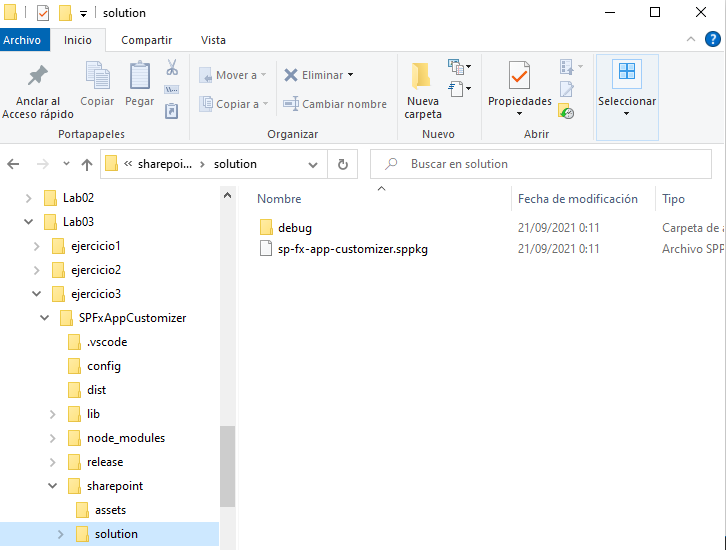 solution
Archivo Inicio Compartir Vista
Anclar al Acceso rápido
Copiar
Pegar
Mover a
Copiar a
Eliminar
Cambiar nombre
Nueva carpeta
Propiedades
Seleccionar
Portapapeles Organizar Nuevo Abrir
« sharepoi... › solution
Buscar en solution
Nombre Fecha de modificación Tipo
debug 21/09/2021 0:11 Carpeta de a
sp-fx-app-customizer.sppkg 21/09/2021 0:11 Archivo SPP
Lab02
Lab03
ejercicio1
ejercicio2
ejercicio3
SPFxAppCustomizer
.vscode
config
dist
lib
node_modules
release
sharepoint
assets
solution